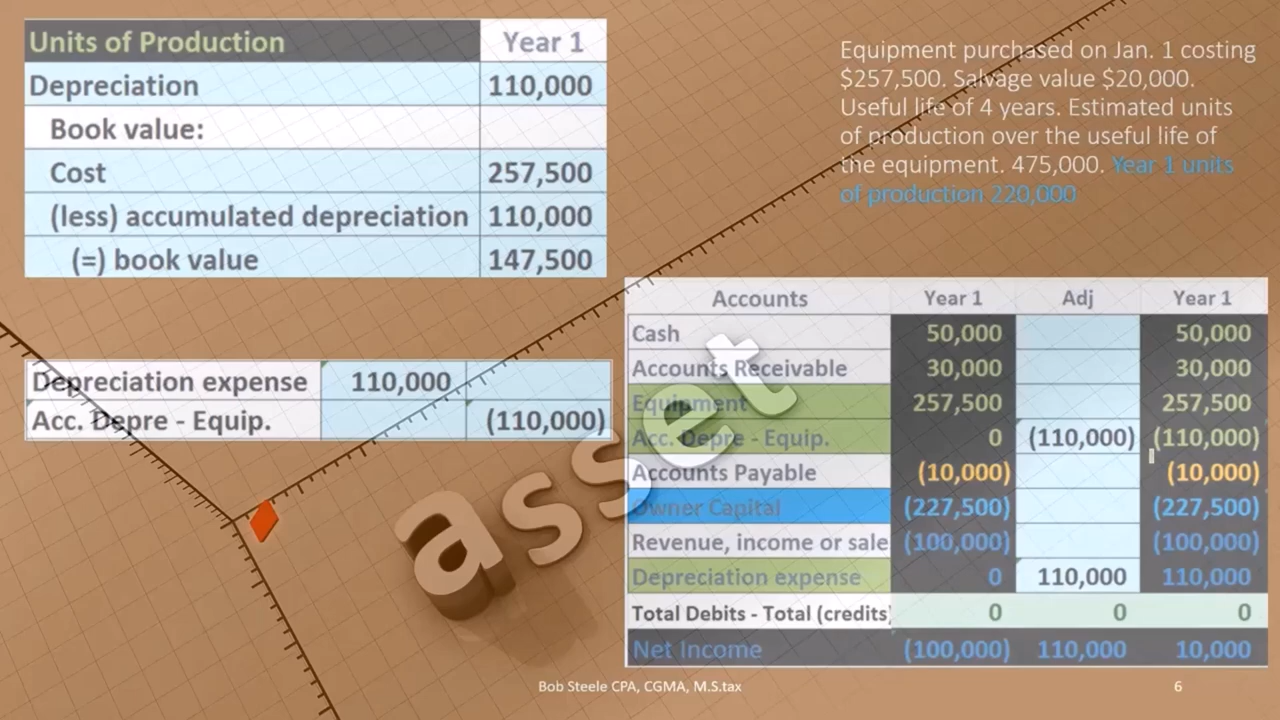 Units of Production Year 1
Depreciation 110,000
Book value:
Cost 257,500
(less) accumulated depreciation 110,000
(=) book value 147,500
Equipment purchased on Jan. 1 costing
$257,500. Salvage value $20,000.
Useful life of 4 years. Estimated units
of production over the useful life of
the equipment. 475,000. Year 1 units
of production 220,000
Depreciation expense 110,000
Acc. Depre - Equip. (110,000)
Accounts Year 1 Adj Year 1
Cash 50,000 50,000
Accounts Receivable 30,000 30,000
Equipment 257,500 257,500
Acc. Depre - Equip. 0 (110,000) (110,000)
Accounts Payable (10,000) (10,000)
Owner Capital (227,500) (227,500)
Revenue, income or sale (100,000) (100,000)
Depreciation expense 0 110,000 110,000
Total Debits - Total (credits) 0 0 0
Net Income (100,000) 110,000 10,000
asset
Bob Steele CPA, CGMA, M.S.tax 6